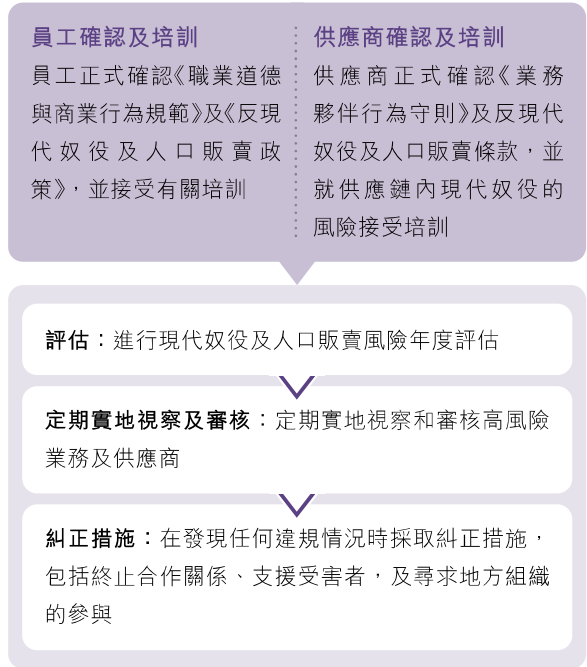 員工確認及培訓
員工正式確認《職業道德
與商業行為規範》及《反現
代奴役及人口販賣政
策》，並接受有關培訓
供應商確認及培訓
供應商正式確認《業務
夥伴行為守則》及反現代
奴役及人口販賣條款，並
就供應鏈內現代奴役的
風險接受培訓
評估：進行現代奴役及人口販賣風險年度評估
定期實地視察及審核：定期實地視察和審核高風險
業務及供應商
糾正措施：在發現任何違規情況時採取糾正措施，
包括終止合作關係、支援受害者，及尋求地方組織
的參與